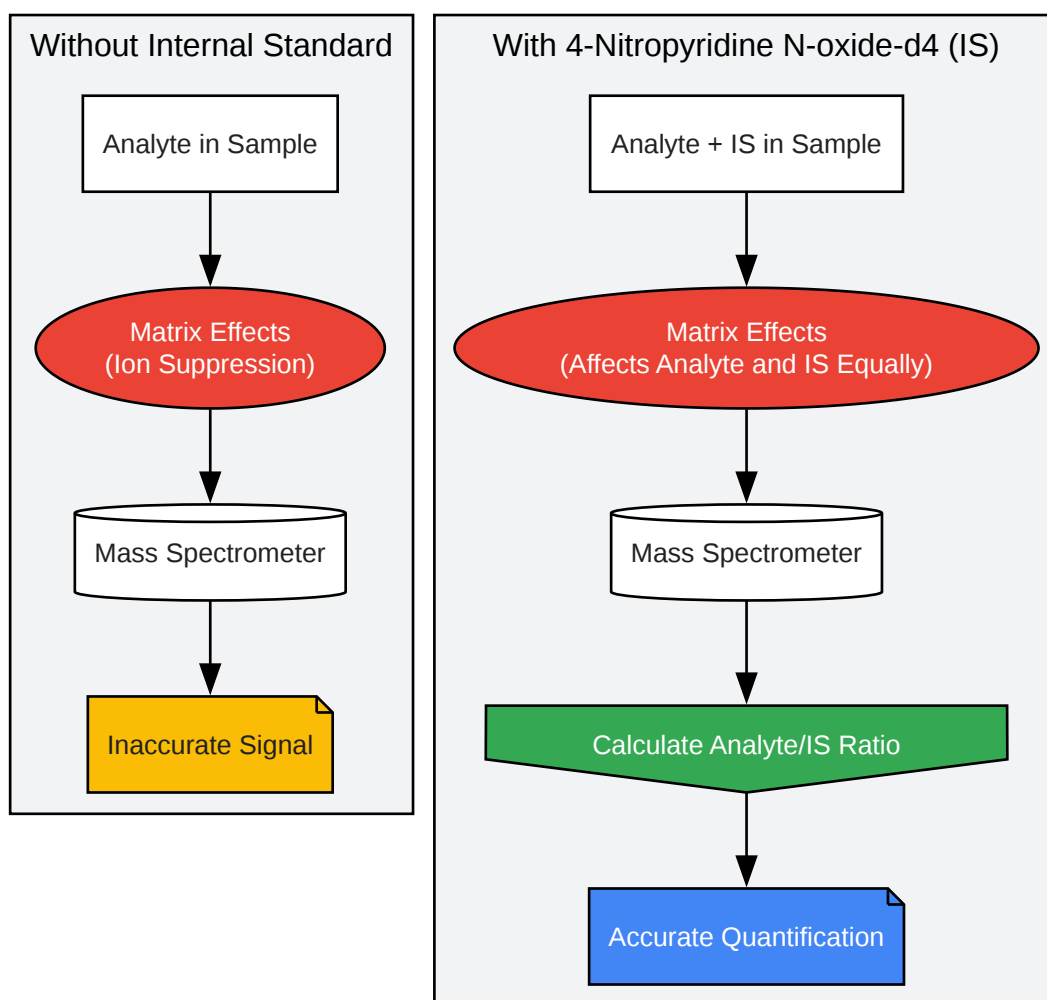 Without Internal Standard
Analyte in Sample
Matrix Effects
(Ion Suppression)
Mass Spectrometer
Inaccurate Signal
With 4-Nitropyridine N-oxide-d4 (IS)
Analyte + IS in Sample
Matrix Effects
(Affects Analyte and IS Equally)
Mass Spectrometer
Calculate Analyte/IS Ratio
Accurate Quantification